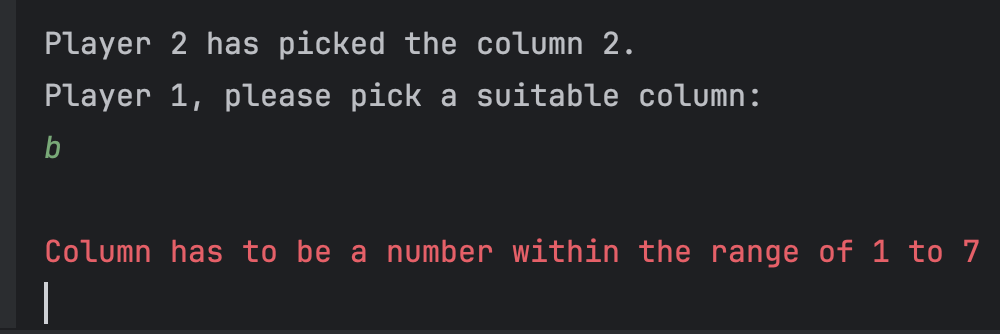 Player 2 has picked the column 2.
Player 1, please pick a suitable column:
b
Column has to be a number within the range of 1 to 7